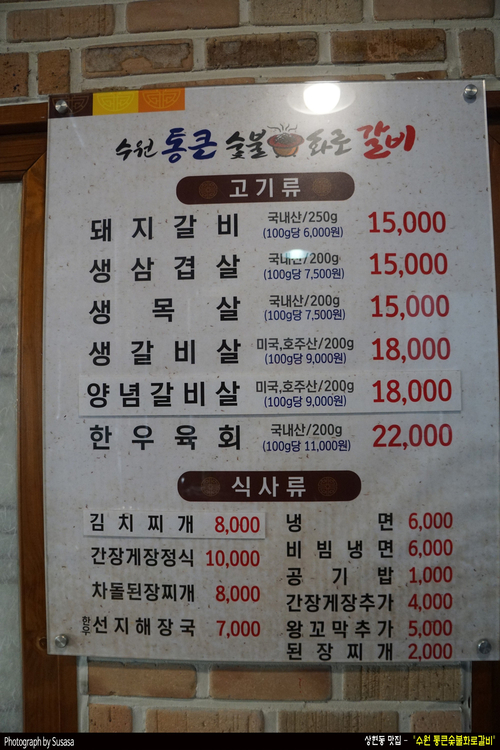 수원 통큰 숯불 화로 갈비
고기류
돼지갈비 국내산/250g (100g당 6,000원) 15,000
생삼겹살 국내산/200g (100g당 7,500원) 15,000
생목살 국내산/200g (100g당 7,500원) 15,000
생갈비살 미국,호주산/200g (100g당 9,000원) 18,000
양념갈비살 미국,호주산/200g (100g당 9,000원) 18,000
한우육회 국내산/200g (100g당 11,000원) 22,000
식사류
김치찌개 8,000
간장게장정식 10,000
차돌된장찌개 8,000
한우 선지해장국 7,000
냉면 6,000
비빔냉면 6,000
공기밥 1,000
간장게장추가 4,000
왕꼬막추가 5,000
된장찌개 2,000
Photograph by Susasa
상현동 맛집 - '수원 통큰숯불화로갈비'